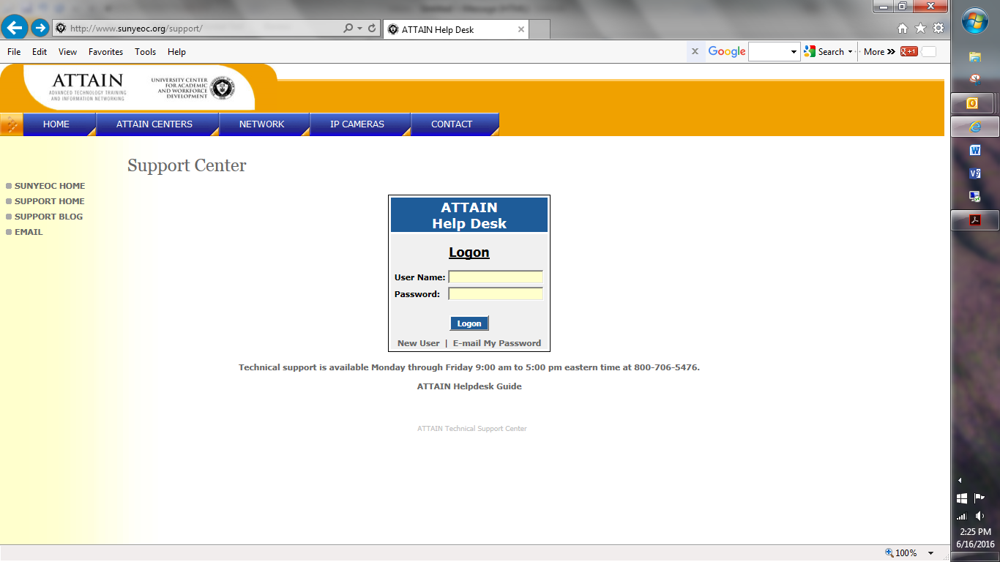 http://www.sunyeoc.org/support/
ATTAIN Help Desk
File Edit View Favorites Tools Help
x Google Search More »
g+1
ATTAIN
ADVANCED TECHNOLOGY TRAINING
AND INFORMATION NETWORKING
UNIVERSITY CENTER
FOR ACADEMIC
AND WORKFORCE
DEVELOPMENT
HOME ATTAIN CENTERS NETWORK IP CAMERAS CONTACT
Support Center
SUNYEOC HOME
SUPPORT HOME
SUPPORT BLOG
EMAIL
ATTAIN
Help Desk
Logon
User Name:
Password:
Logon
New User | E-mail My Password
Technical support is available Monday through Friday 9:00 am to 5:00 pm eastern time at 800-706-5476.
ATTAIN Helpdesk Guide
ATTAIN Technical Support Center
100%
2:25 PM
6/16/2016